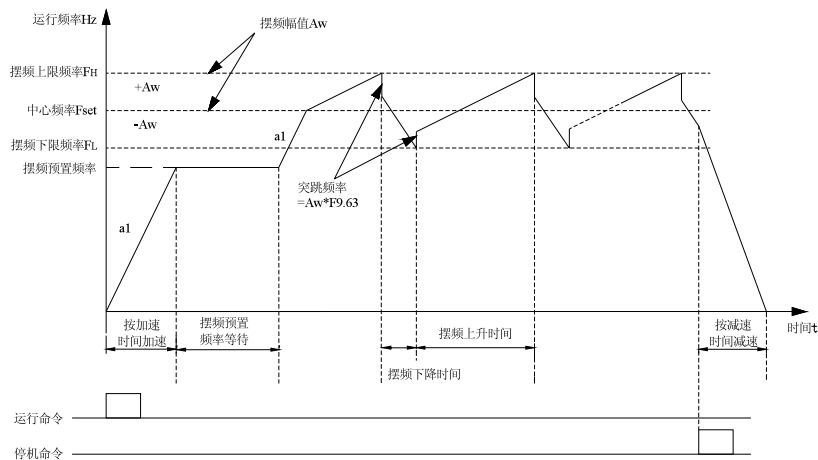 运行频率Hz
摆频幅值Aw
摆频上限频率FH
+Aw
中心频率Fset
-Aw
a1
摆频下限频率FL
摆频预置频率
突跳频率
=Aw*F9.63
a1
按加速
时间加速
摆频预置
频率等待
摆频上升时间
按减速
时间减速
时间t
摆频下降时间
运行命令
停机命令